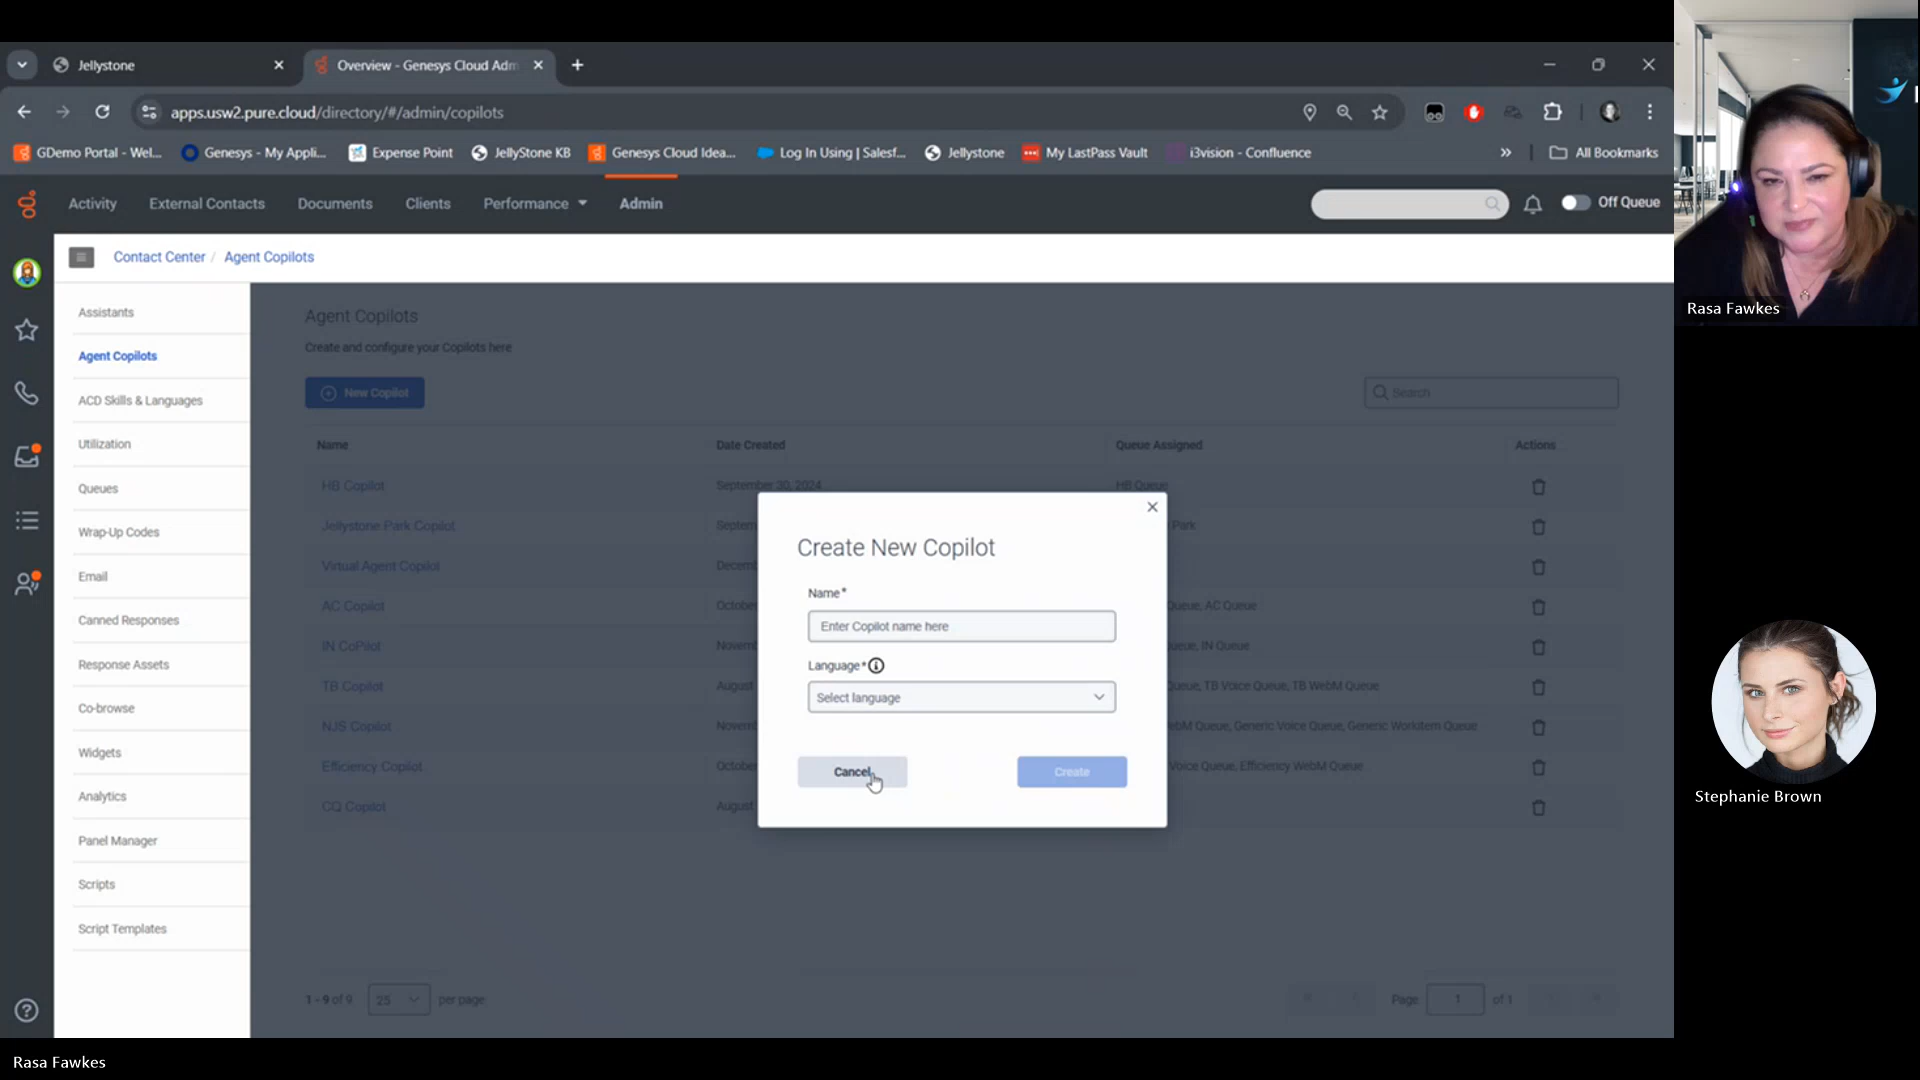 Jellystone
Overview - Genesys Cloud Adm
apps.usw2.pure.cloud/directory/#/admin/copilots
GDemo Portal - Wel...
Genesys - My Appli...
Expense Point
JellyStone KB
Genesys Cloud Idea...
Log In Using | Salesf...
Jellystone
My LastPass Vault
i3vision - Confluence
All Bookmarks
Activity
External Contacts
Documents
Clients
Performance
Admin
Off Queue
Contact Center / Agent Copilots
Assistants
Agent Copilots
ACD Skills & Languages
Utilization
Queues
Wrap-Up Codes
Email
Canned Responses
Response Assets
Co-browse
Widgets
Analytics
Panel Manager
Scripts
Script Templates
Agent Copilots
Create and configure your Copilots here
New Copilot
Search
Name Date Created Queue Assigned Actions
HB Copilot September 30, 2024 HB Queue
Jellystone Park Copilot Septem Park
Virtual Agent Copilot Decemb
AC Copilot October ueue, AC Queue
IN CoPilot Novemb ueue, IN Queue
TB Copilot August ueue, TB Voice Queue, TB WebM Queue
NJS Copilot Novemb bM Queue, Generic Voice Queue, Generic Workitem Queue
Efficiency Copilot October Voice Queue, Efficiency WebM Queue
CQ Copilot August
Create New Copilot
Name*
Enter Copilot name here
Language*
Select language
Cancel
Create
1 - 9 of 9 25 per page
Page 1 of 1
Rasa Fawkes
Stephanie Brown
Rasa Fawkes